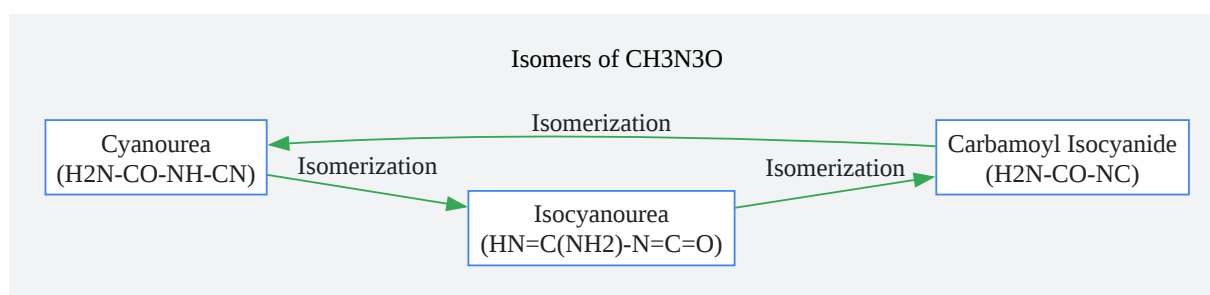 Isomers of CH3N3O
Isomerization
Cyanourea
(H2N-CO-NH-CN)
Isomerization
Isomerization
Carbamoyl Isocyanide
(H2N-CO-NC)
Isocyanourea
(HN=C(NH2)-N=C=O)